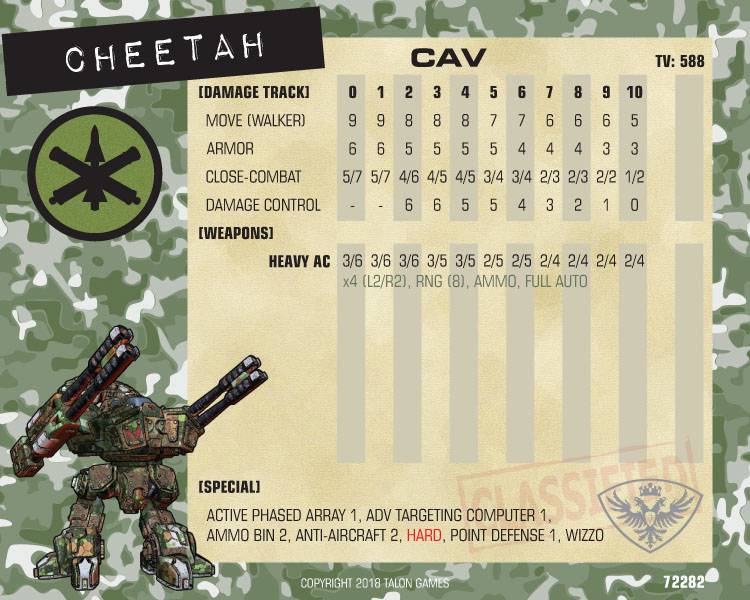 CHEETAH
CAV
TV: 588
[DAMAGE TRACK] 0 1 2 3 4 5 6 7 8 9 10
MOVE (WALKER) 9 9 8 8 8 7 7 6 6 6 5
ARMOR 6 6 5 5 5 5 4 4 4 3 3
CLOSE-COMBAT 5/7 5/7 4/6 4/5 4/5 3/4 3/4 2/3 2/3 2/2 1/2
DAMAGE CONTROL - - 6 6 5 5 4 3 2 1 0
[WEAPONS]
HEAVY AC 3/6 3/6 3/6 3/5 3/5 2/5 2/5 2/4 2/4 2/4 2/4
x4 (L2/R2), RNG (8), AMMO, FULL AUTO
[SPECIAL]
CLASSIFIED
ACTIVE PHASED ARRAY 1, ADV TARGETING COMPUTER 1,
AMMO BIN 2, ANTI-AIRCRAFT 2, HARD, POINT DEFENSE 1, WIZZO
COPYRIGHT 2018 TALON GAMES
72282